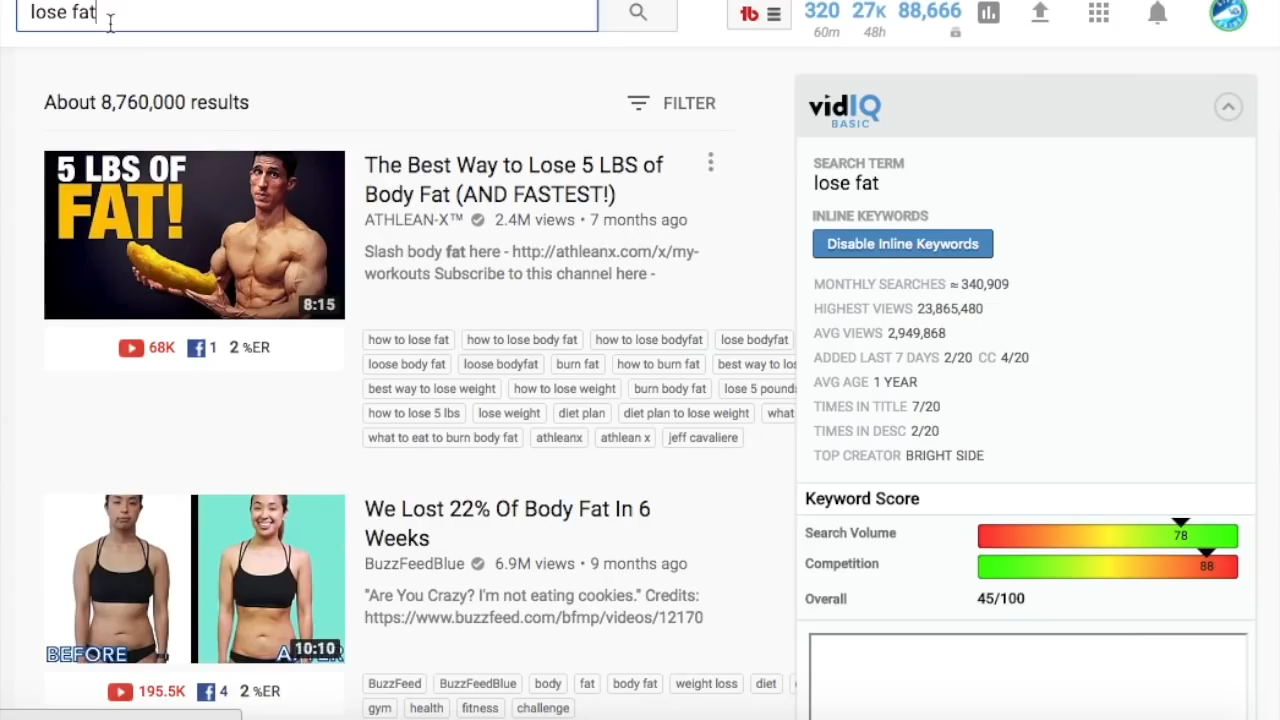 lose fat
tb
320 27K 88,666
60m 48h
About 8,760,000 results
FILTER
5 LBS OF
FAT!
8:15
68K 1 2 %ER
The Best Way to Lose 5 LBS of
Body Fat (AND FASTEST!)
ATHLEAN-X™ 2.4M views • 7 months ago
Slash body fat here - http://athleanx.com/x/my-
workouts Subscribe to this channel here -
how to lose fat how to lose body fat how to lose bodyfat lose bodyfat
loose body fat loose bodyfat burn fat how to burn fat best way to los
best way to lose weight how to lose weight burn body fat lose 5 pound
how to lose 5 lbs lose weight diet plan diet plan to lose weight what
what to eat to burn body fat athleanx athlean x jeff cavaliere
BEFORE
10:10
195.5K 4 2 %ER
We Lost 22% Of Body Fat In 6
Weeks
BuzzFeedBlue 6.9M views • 9 months ago
"Are You Crazy? I'm not eating cookies." Credits:
https://www.buzzfeed.com/bfmp/videos/12170
BuzzFeed BuzzFeedBlue body fat body fat weight loss diet
gym health fitness challenge
vidIQ
BASIC
SEARCH TERM
lose fat
INLINE KEYWORDS
Disable Inline Keywords
MONTHLY SEARCHES ≈ 340,909
HIGHEST VIEWS 23,865,480
AVG VIEWS 2,949,868
ADDED LAST 7 DAYS 2/20 CC 4/20
AVG AGE 1 YEAR
TIMES IN TITLE 7/20
TIMES IN DESC 2/20
TOP CREATOR BRIGHT SIDE
Keyword Score
Search Volume 78
Competition 88
Overall 45/100